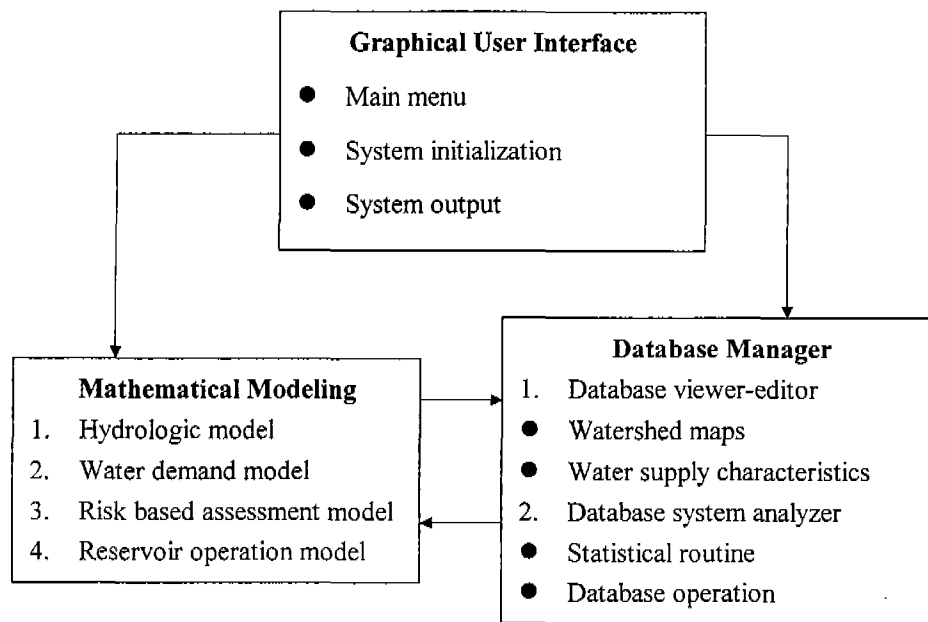 Graphical User Interface
● Main menu
● System initialization
● System output
Mathematical Modeling
1. Hydrologic model
2. Water demand model
3. Risk based assessment model
4. Reservoir operation model
Database Manager
1. Database viewer-editor
● Watershed maps
● Water supply characteristics
2. Database system analyzer
● Statistical routine
● Database operation